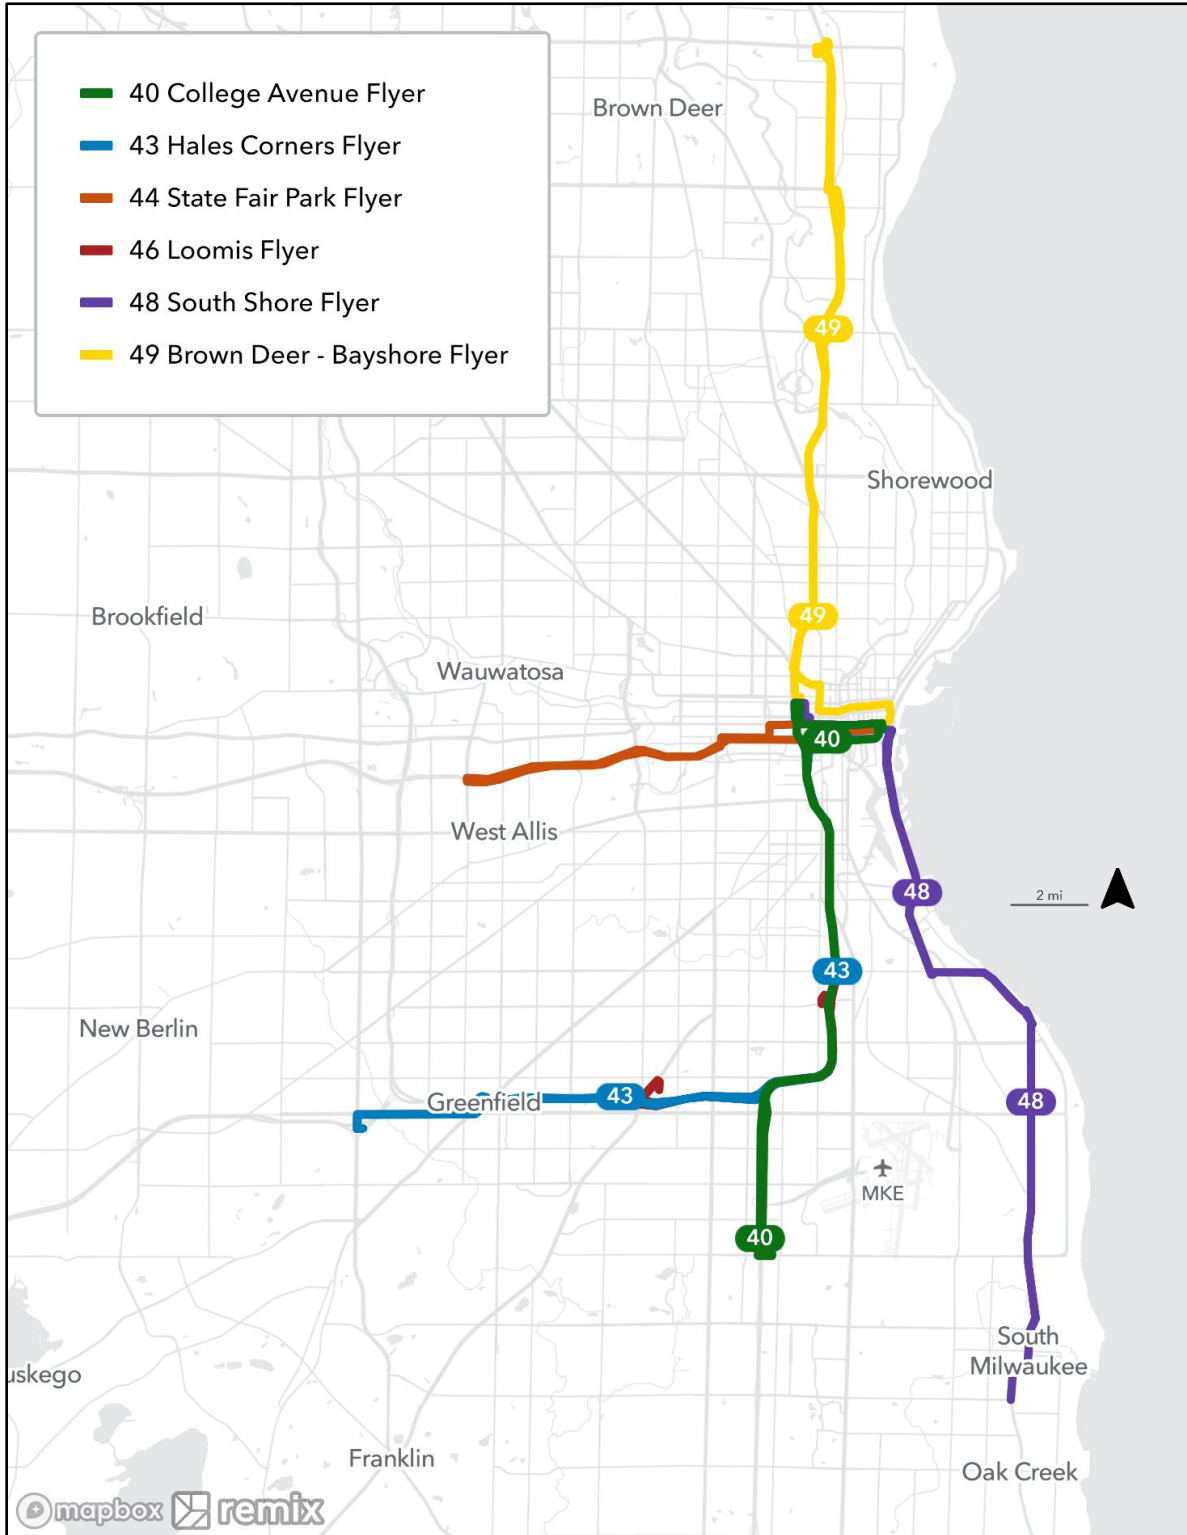 40 College Avenue Flyer
43 Hales Corners Flyer
44 State Fair Park Flyer
46 Loomis Flyer
48 South Shore Flyer
49 Brown Deer - Bayshore Flyer
Brown Deer
49
Shorewood
Brookfield
49
Wauwatosa
40
West Allis
48
2 mi
43
New Berlin
43
Greenfield
48
MKE
40
South
Milwaukee
uskego
Franklin
Oak Creek
mapbox
remix